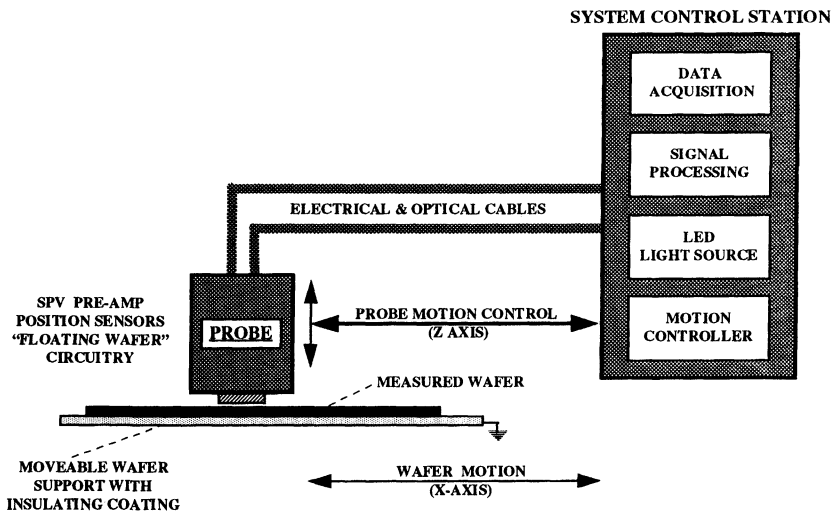 SYSTEM CONTROL STATION
DATA
ACQUISITION
SIGNAL
PROCESSING
ELECTRICAL & OPTICAL CABLES
LED
LIGHT SOURCE
SPV PRE-AMP
POSITION SENSORS
"FLOATING WAFER"
CIRCUITRY
PROBE
PROBE MOTION CONTROL
(Z AXIS)
MOTION
CONTROLLER
MEASURED WAFER
MOVEABLE WAFER
SUPPORT WITH
INSULATING COATING
WAFER MOTION
(X-AXIS)